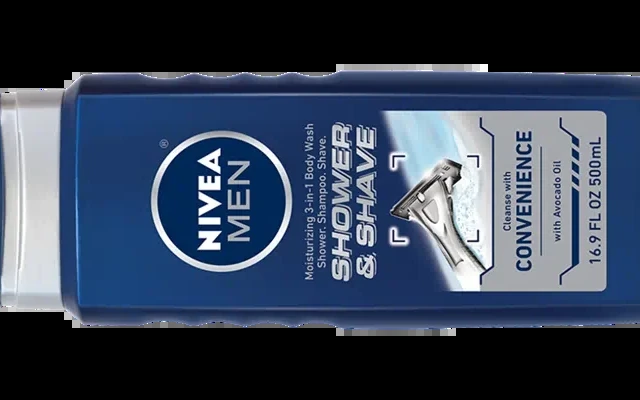 ®
NIVEA
MEN
Moisturizing 3-in-1 Body Wash
Shower. Shampoo. Shave.
SHOWER
& SHAVE
Cleanse with
CONVENIENCE
with Avocado Oil
16.9 FL OZ 500mL